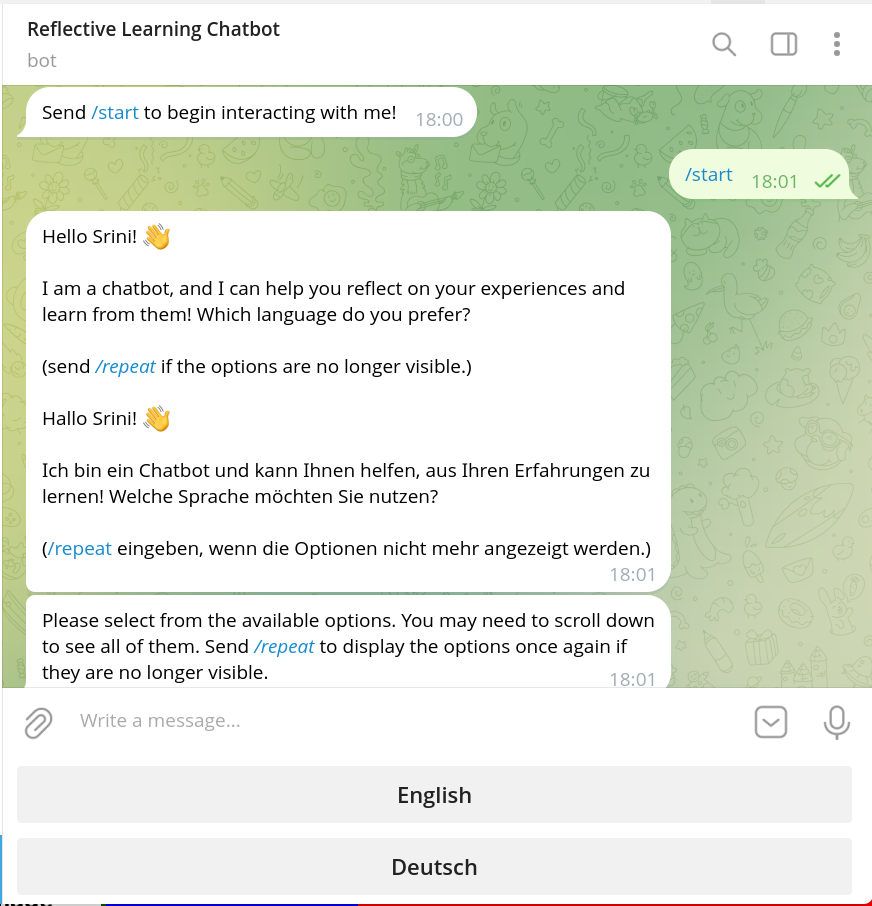 Reflective Learning Chatbot
bot
Send /start to begin interacting with me! 18:00
/start 18:01
Hello Srini! 👋
I am a chatbot, and I can help you reflect on your experiences and
learn from them! Which language do you prefer?
(send /repeat if the options are no longer visible.)
Hallo Srini! 👋
Ich bin ein Chatbot und kann Ihnen helfen, aus Ihren Erfahrungen zu
lernen! Welche Sprache möchten Sie nutzen?
(/repeat eingeben, wenn die Optionen nicht mehr angezeigt werden.)
18:01
Please select from the available options. You may need to scroll down
to see all of them. Send /repeat to display the options once again if
they are no longer visible. 18:01
Write a message...
English
Deutsch